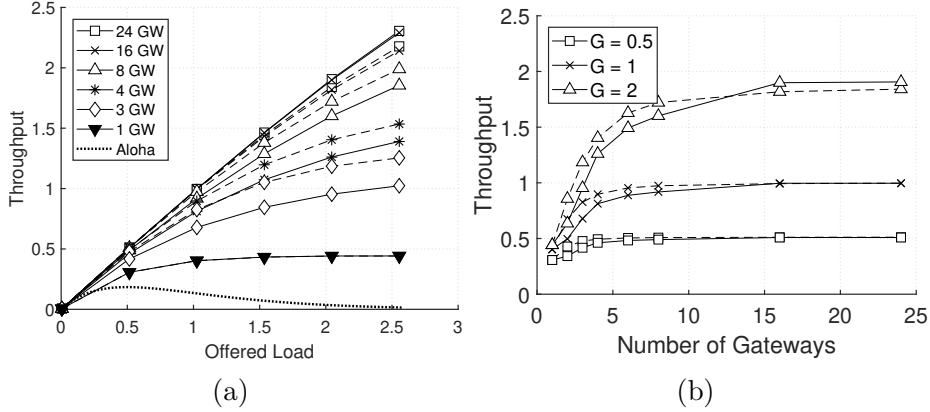 2.5
2
1.5
1
0.5
0
Throughput
24 GW
16 GW
8 GW
4 GW
3 GW
1 GW
Aloha
0 0.5 1 1.5 2 2.5 3
Offered Load
(a)
2.5
2
1.5
1
0.5
0
Throughput
G = 0.5
G = 1
G = 2
0 5 10 15 20 25
Number of Gateways
(b)